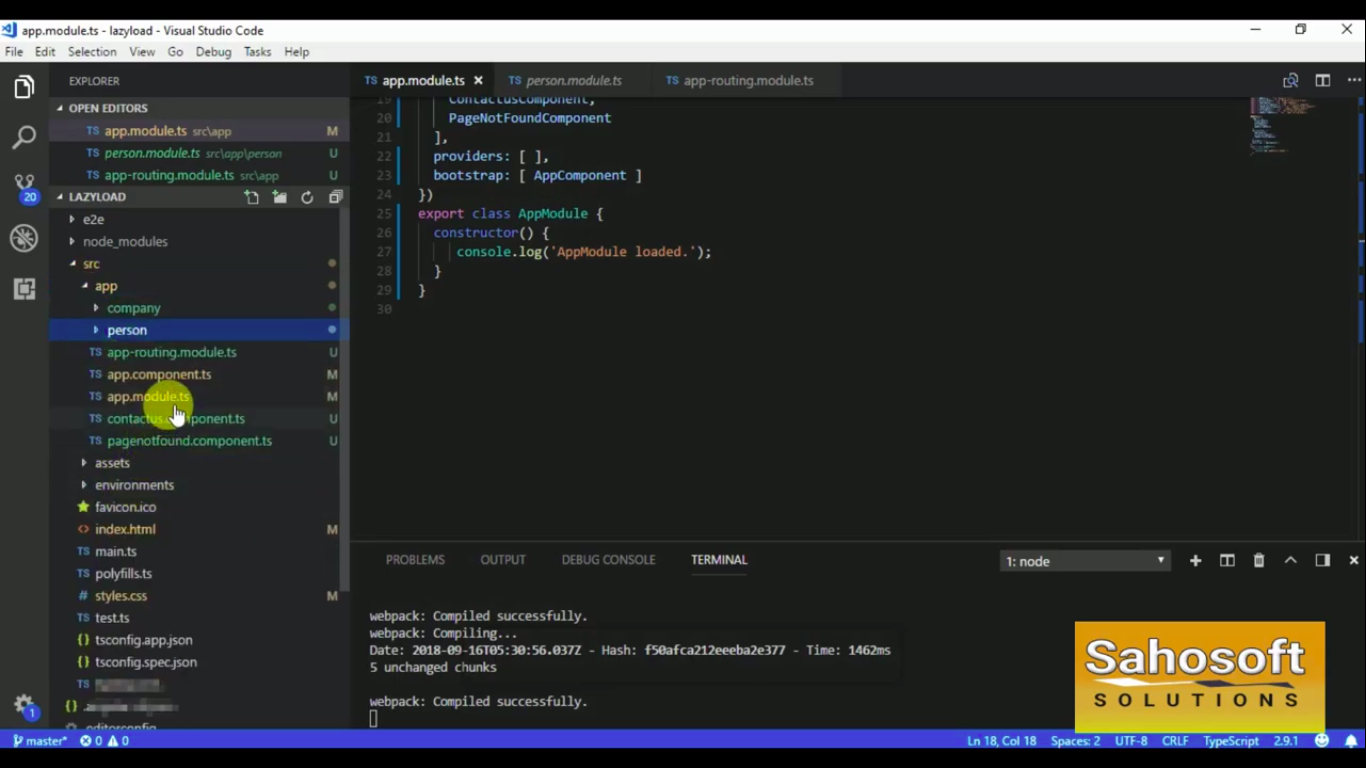 app.module.ts - lazyload - Visual Studio Code
File Edit Selection View Go Debug Tasks Help
EXPLORER
OPEN EDITORS
TS app.module.ts src\app M
TS person.module.ts src\app\person U
TS app-routing.module.ts src\app U
20
LAZYLOAD
e2e
node_modules
src
app
company
person
TS app-routing.module.ts U
TS app.component.ts M
TS app.module.ts M
TS contactus.component.ts U
TS pagenotfound.component.ts U
assets
environments
favicon.ico
<> index.html M
TS main.ts
TS polyfills.ts
# styles.css M
TS test.ts
{} tsconfig.app.json
{} tsconfig.spec.json
TS
{}
.editorconfig
1
TS app.module.ts × TS person.module.ts TS app-routing.module.ts
19 ContactusComponent,
20 PageNotFoundComponent
21 ],
22 providers: [ ],
23 bootstrap: [ AppComponent ]
24 })
25 export class AppModule {
26 constructor() {
27 console.log('AppModule loaded.');
28 }
29 }
30
PROBLEMS OUTPUT DEBUG CONSOLE TERMINAL 1: node
webpack: Compiled successfully.
webpack: Compiling...
Date: 2018-09-16T05:30:56.037Z - Hash: f50afca212eeeba2e377 - Time: 1462ms
5 unchanged chunks
webpack: Compiled successfully.
Sahosoft
SOLUTIONS
master* 0 0 Ln 18, Col 18 Spaces: 2 UTF-8 CRLF TypeScript 2.9.1